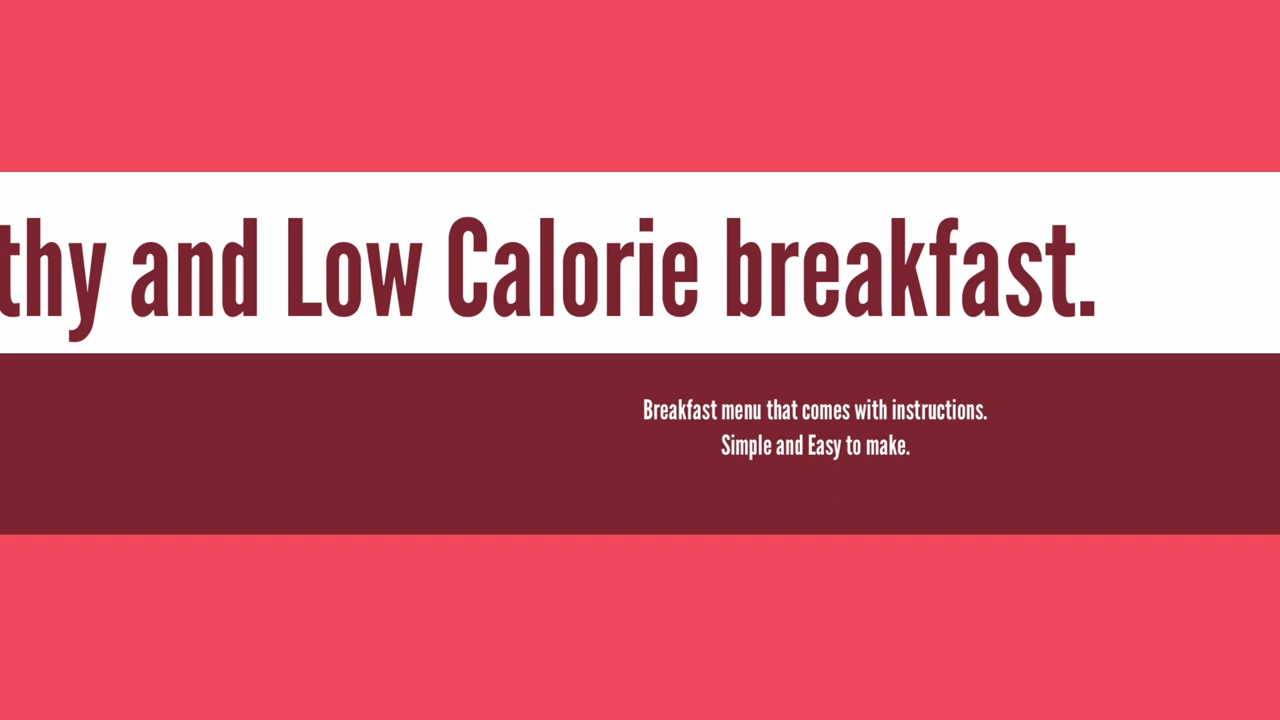 thy and Low Calorie breakfast.
Breakfast menu that comes with instructions.
Simple and Easy to make.